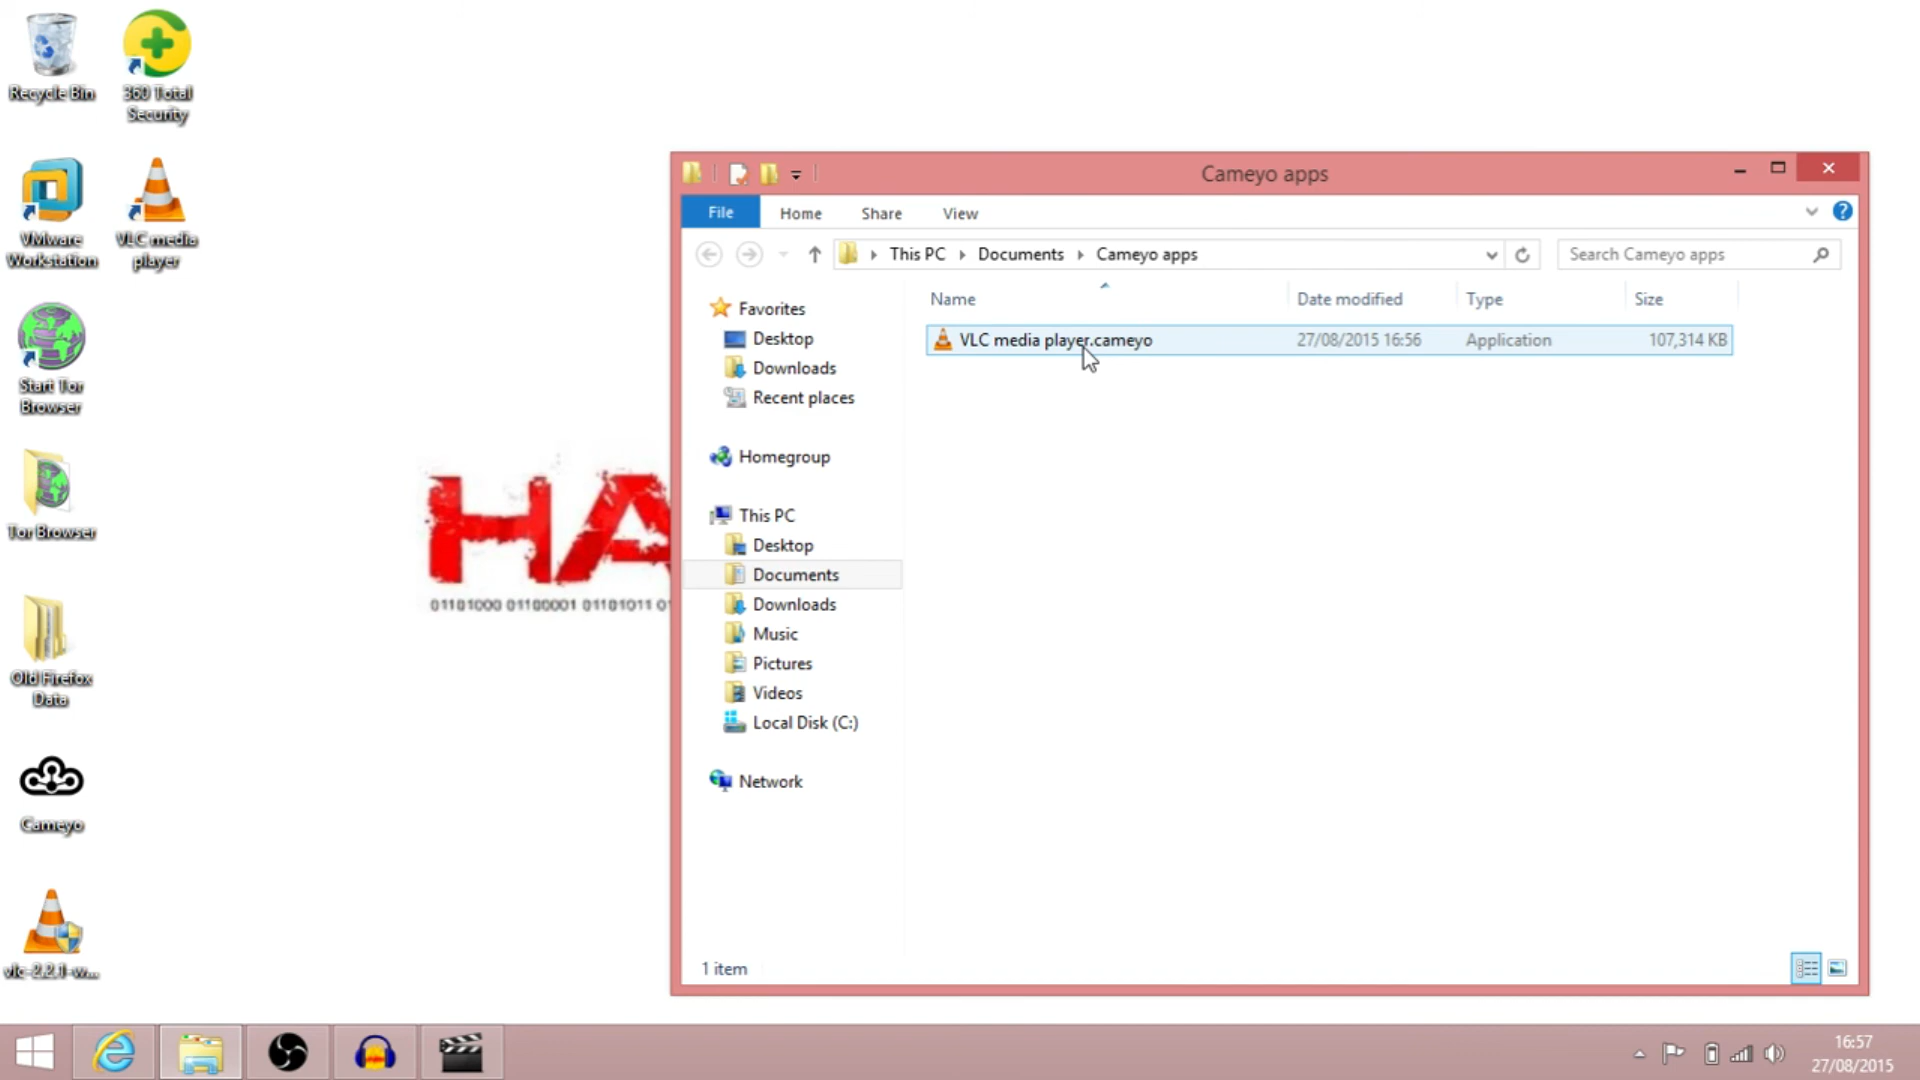 Recycle Bin
360 Total
Security
VMware
Workstation
VLC media
player
Start Tor
Browser
Tor Browser
Old Firefox
Data
Cameyo
vlc-2.2.1-w...
HA
01101000 01100001 01101011
Cameyo apps
File Home Share View
This PC Documents Cameyo apps
Search Cameyo apps
Name Date modified Type Size
VLC media player.cameyo 27/08/2015 16:56 Application 107,314 KB
Favorites
Desktop
Downloads
Recent places
Homegroup
This PC
Desktop
Documents
Downloads
Music
Pictures
Videos
Local Disk (C:)
Network
1 item
16:57
27/08/2015